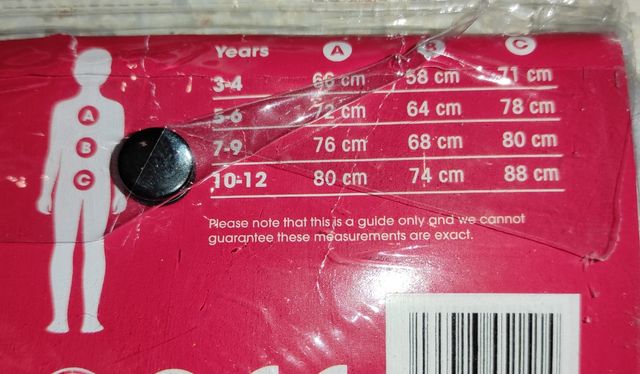 Years A B C
3-4 66 cm 58 cm 71 cm
5-6 72 cm 64 cm 78 cm
7-9 76 cm 68 cm 80 cm
10-12 80 cm 74 cm 88 cm
A
B
C
Please note that this is a guide only and we cannot
guarantee these measurements are exact.